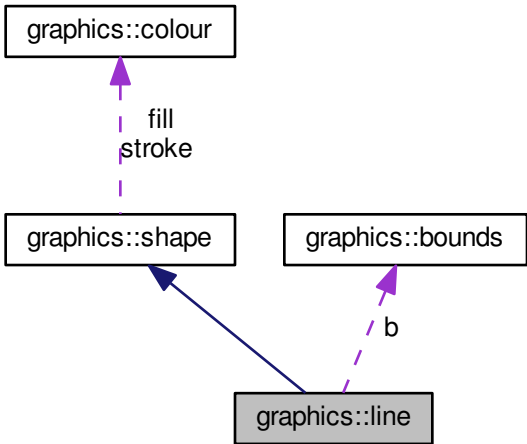 graphics::colour
fill
stroke
graphics::shape
graphics::bounds
b
graphics::line